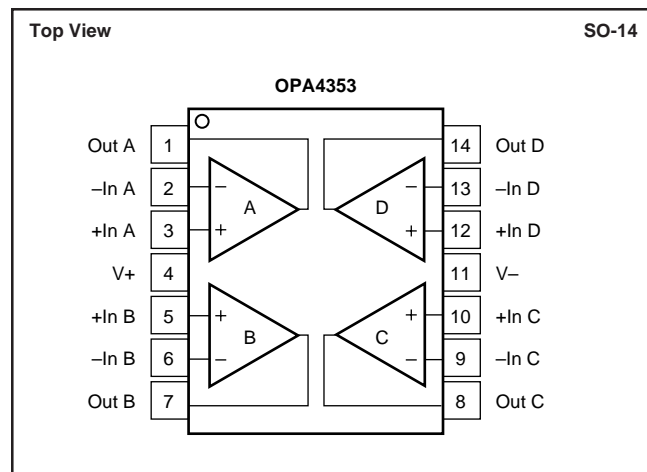 Top View SO-14
OPA4353
Out A 1 14 Out D
–In A 2 – – 13 –In D
+In A 3 + A D + 12 +In D
V+ 4 11 V–
+In B 5 + + 10 +In C
–In B 6 – B C – 9 –In C
Out B 7 8 Out C